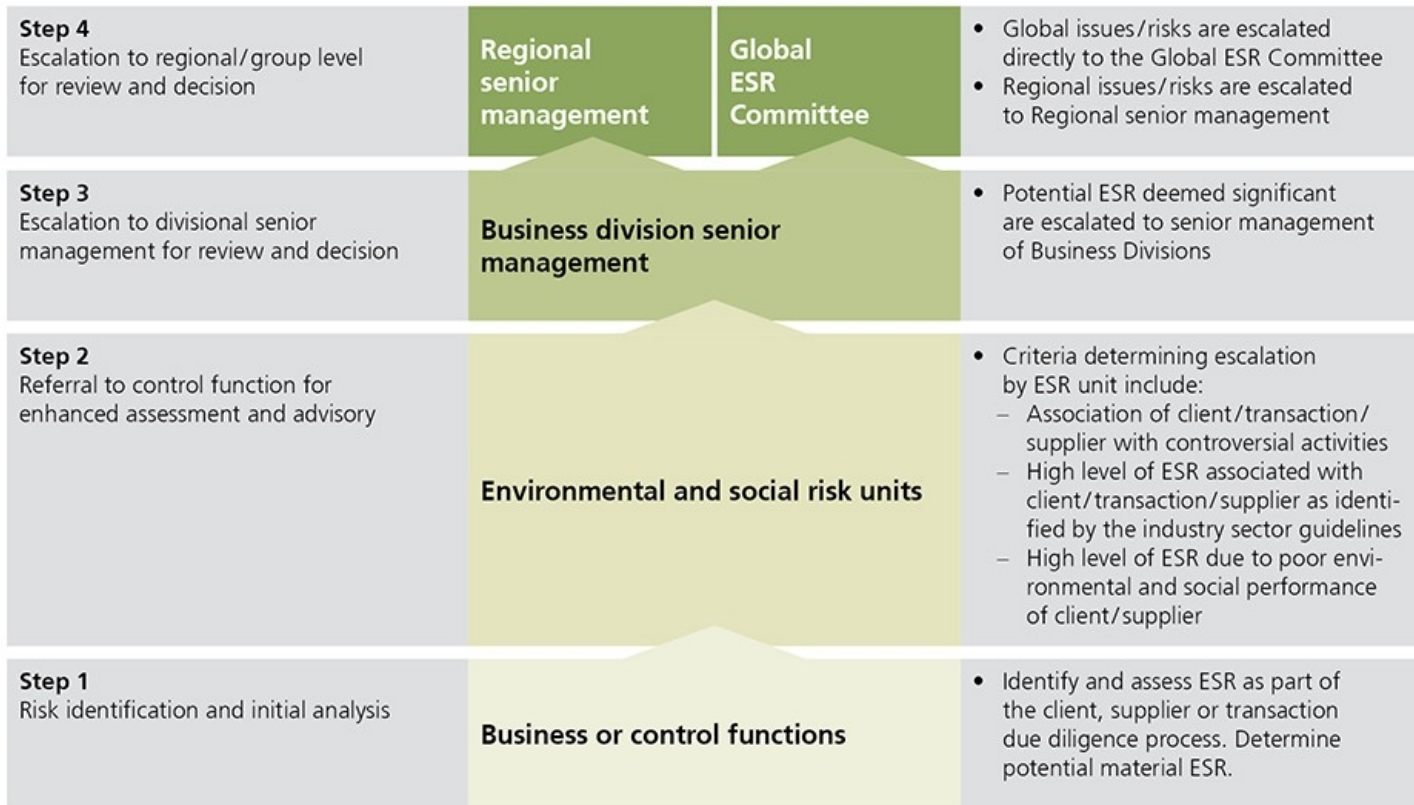 Step 4
Escalation to regional/group level
for review and decision
Regional
senior
management
Global
ESR
Committee
• Global issues/risks are escalated
directly to the Global ESR Committee
• Regional issues/risks are escalated
to Regional senior management
Step 3
Escalation to divisional senior
management for review and decision
Business division senior
management
• Potential ESR deemed significant
are escalated to senior management
of Business Divisions
Step 2
Referral to control function for
enhanced assessment and advisory
Environmental and social risk units
• Criteria determining escalation
by ESR unit include:
– Association of client/transaction/
supplier with controversial activities
– High level of ESR associated with
client/transaction/supplier as identi-
fied by the industry sector guidelines
– High level of ESR due to poor envi-
ronmental and social performance
of client/supplier
Step 1
Risk identification and initial analysis
Business or control functions
• Identify and assess ESR as part of
the client, supplier or transaction
due diligence process. Determine
potential material ESR.